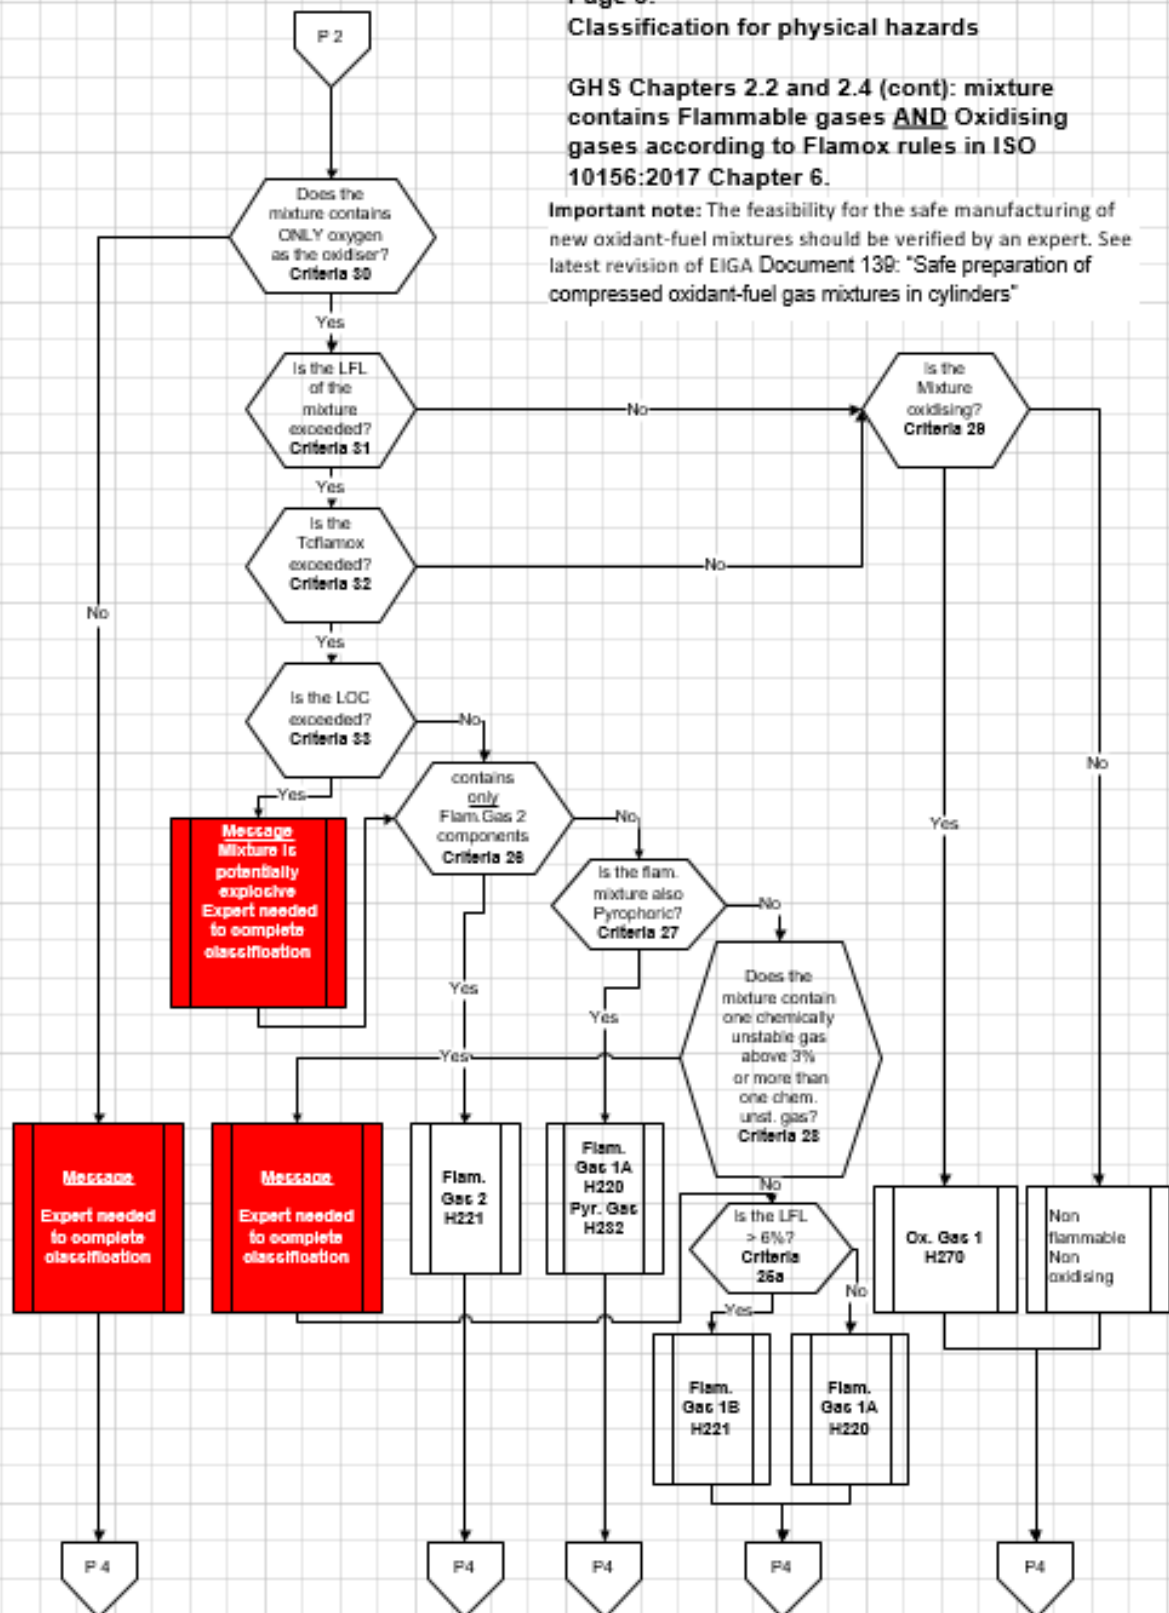 Page 3:
Classification for physical hazards
GHS Chapters 2.2 and 2.4 (cont): mixture
contains Flammable gases AND Oxidising
gases according to Flamox rules in ISO
10156:2017 Chapter 6.
Important note: The feasibility for the safe manufacturing of
new oxidant-fuel mixtures should be verified by an expert. See
latest revision of EIGA Document 139: "Safe preparation of
compressed oxidant-fuel gas mixtures in cylinders"
P 2
Does the
mixture contains
ONLY oxygen
as the oxidiser?
Criteria 30
Yes
Is the LFL
of the
mixture
exceeded?
Criteria 31
No
Is the
Mixture
oxidising?
Criteria 29
Yes
Is the
Tcflamox
exceeded?
Criteria 32
No
No
Yes
Is the LOC
exceeded?
Criteria 33
No
No
Yes
contains
only
Flam.Gas 2
components
Criteria 26
No
Yes
Message
Mixture is
potentially
explosive
Expert needed
to complete
classification
Is the flam.
mixture also
Pyrophoric?
Criteria 27
No
Yes
Yes
Does the
mixture contain
one chemically
unstable gas
above 3%
or more than
one chem.
unst. gas?
Criteria 28
Yes
No
Message
Expert needed
to complete
classification
Message
Expert needed
to complete
classification
Flam.
Gas 2
H221
Flam.
Gas 1A
H220
Pyr. Gas
H232
Is the LFL
> 6%?
Criteria
25a
Yes
No
Ox. Gas 1
H270
Non
flammable
Non
oxidising
Flam.
Gas 1B
H221
Flam.
Gas 1A
H220
P 4
P4
P4
P4
P4